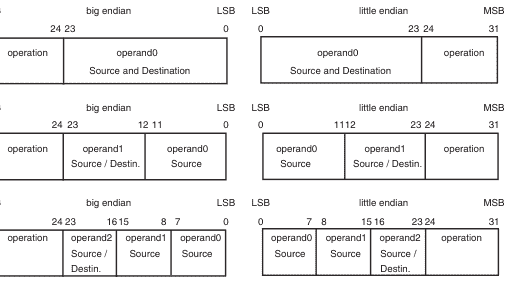 big endian LSB LSB little endian MSB
24 23 0 0 23 24 31
operation operand0 operand0 operation
Source and Destination Source and Destination
big endian LSB LSB little endian MSB
24 23 12 11 0 0 1112 23 24 31
operation operand1 operand0 operand0 operand1 operation
Source / Destin. Source Source Source / Destin.
big endian LSB LSB little endian MSB
24 23 1615 8 7 0 0 7 8 15 16 23 24 31
operation operand2 operand1 operand0 operand0 operand1 operand2 operation
Source / Source Source Source Source Source /
Destin. Destin.